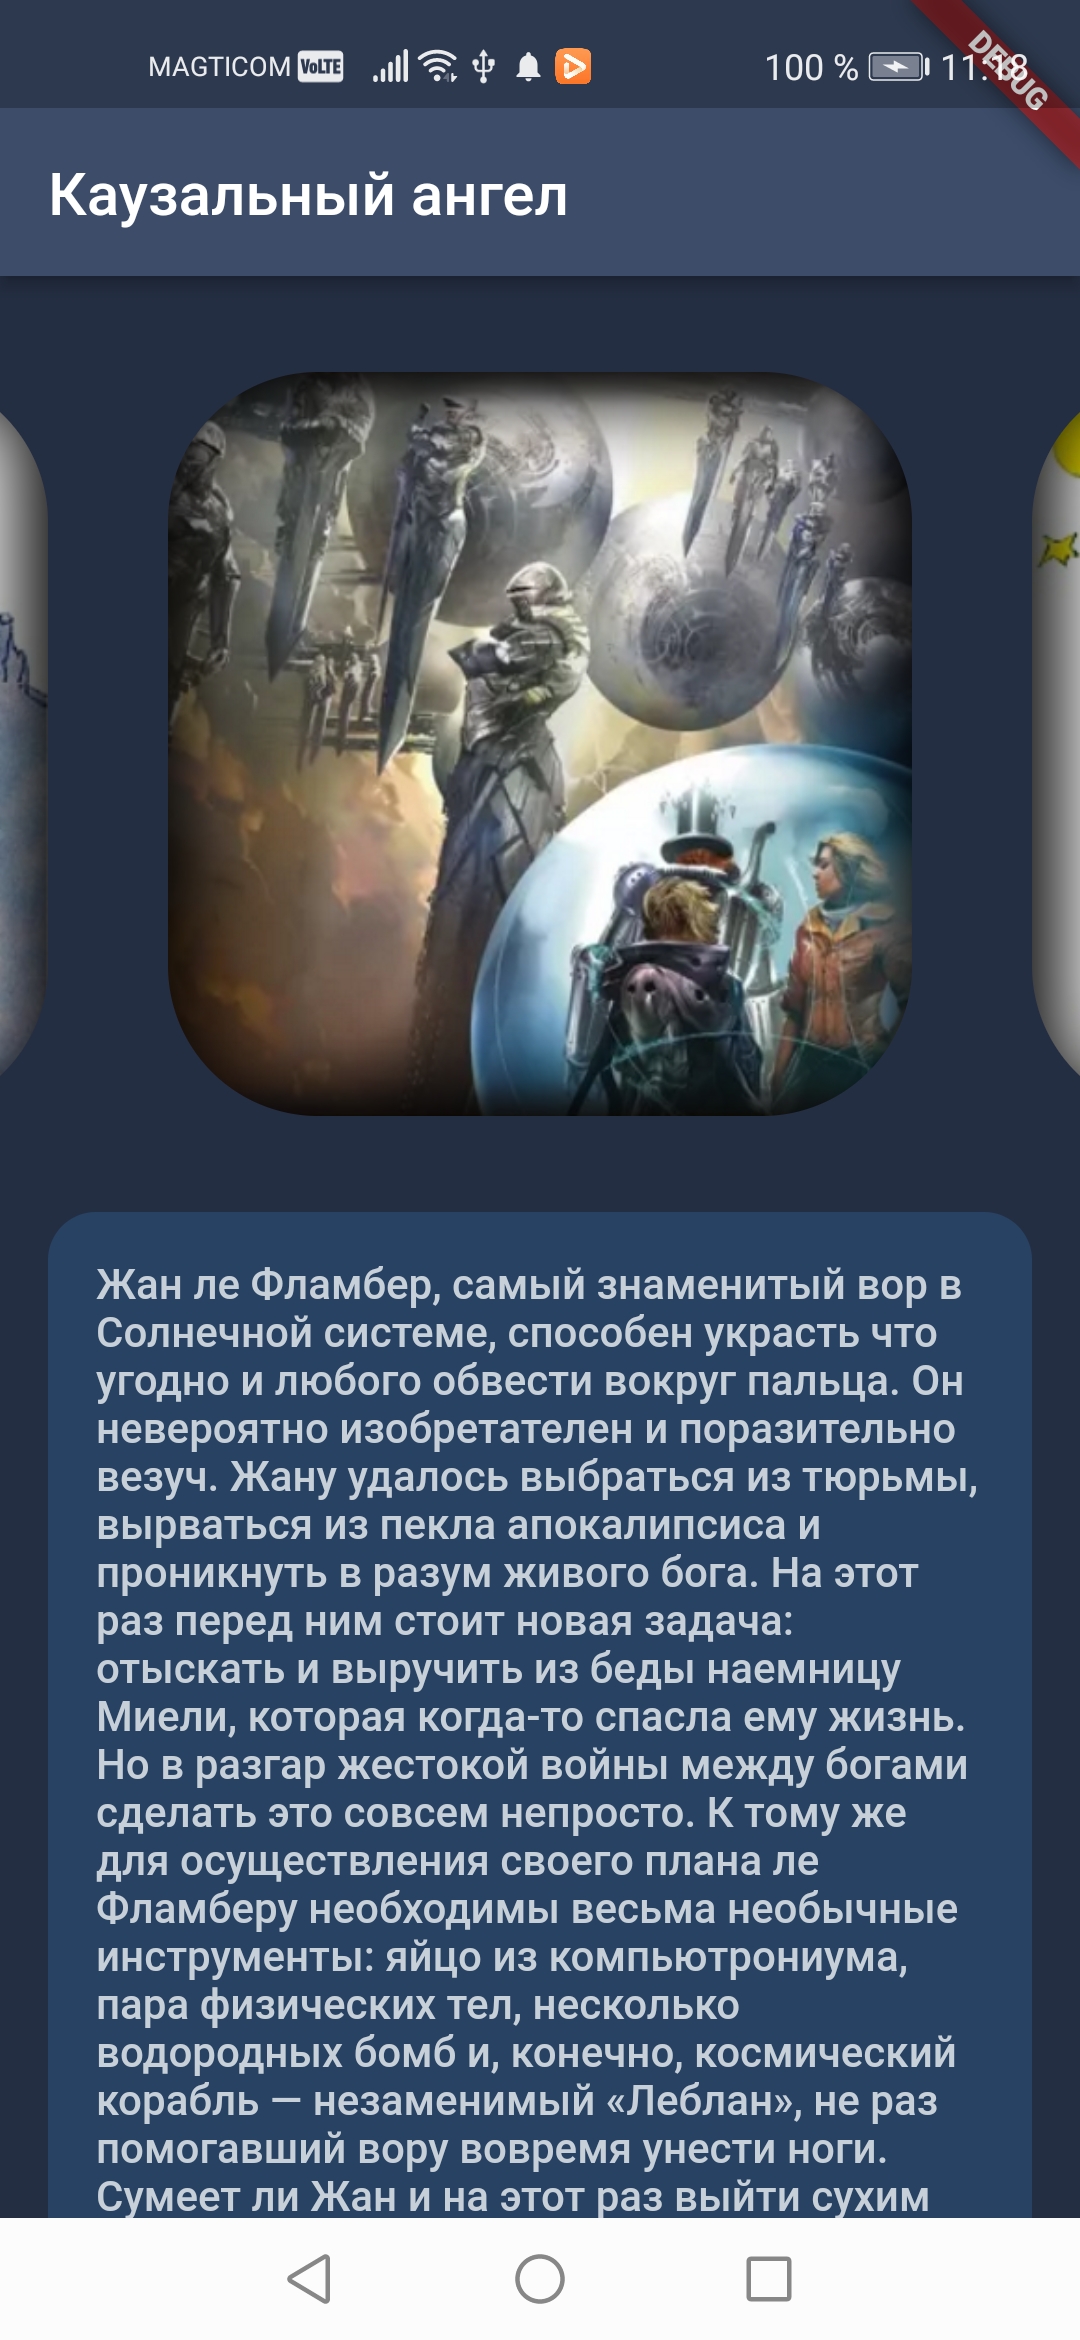 MAGTICOM VoLTE 100 % 11:18
DEBUG
Каузальный ангел
Жан ле Фламбер, самый знаменитый вор в
Солнечной системе, способен украсть что
угодно и любого обвести вокруг пальца. Он
невероятно изобретателен и поразительно
везуч. Жану удалось выбраться из тюрьмы,
вырваться из пекла апокалипсиса и
проникнуть в разум живого бога. На этот
раз перед ним стоит новая задача:
отыскать и выручить из беды наемницу
Миели, которая когда-то спасла ему жизнь.
Но в разгар жестокой войны между богами
сделать это совсем непросто. К тому же
для осуществления своего плана ле
Фламберу необходимы весьма необычные
инструменты: яйцо из компьютрониума,
пара физических тел, несколько
водородных бомб и, конечно, космический
корабль — незаменимый «Леблан», не раз
помогавший вору вовремя унести ноги.
Сумеет ли Жан и на этот раз выйти сухим